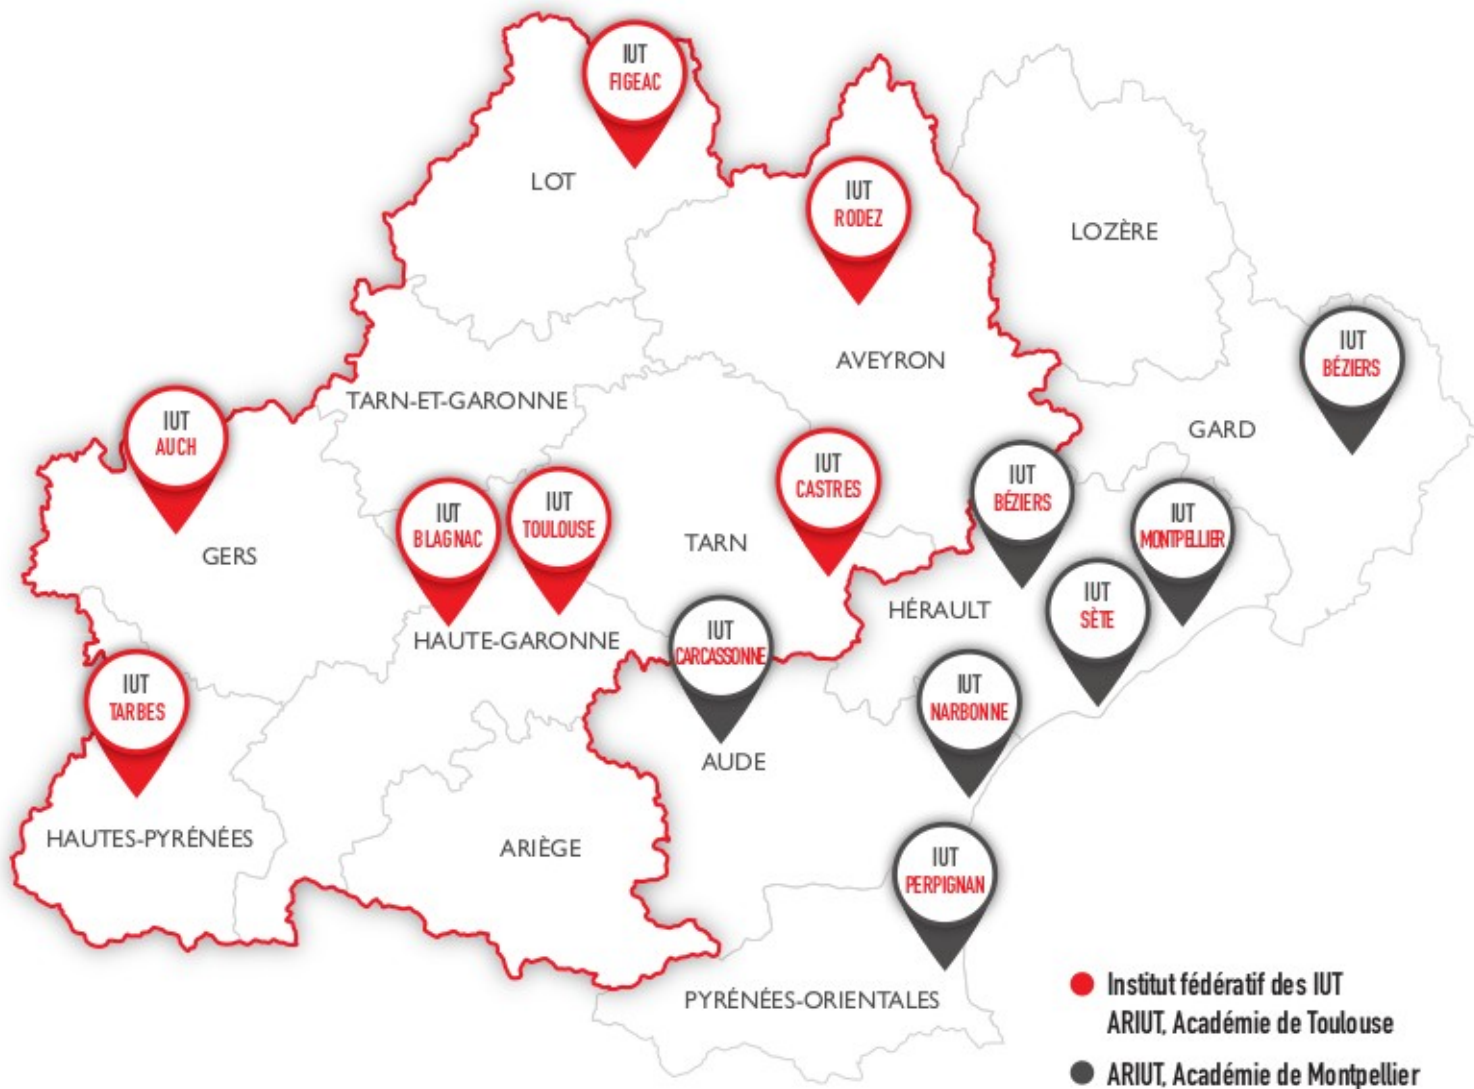 IUT
FIGEAC
LOT
IUT
RODEZ
LOZÈRE
AVEYRON
IUT
BÉZIERS
TARN-ET-GARONNE
GARD
IUT
AUCH
IUT
CASTRES
IUT
BÉZIERS
IUT
BLAGNAC
IUT
TOULOUSE
IUT
MONTPELLIER
TARN
GERS
IUT
SÈTE
HÉRAULT
HAUTE-GARONNE
IUT
CARCASSONNE
IUT
TARBES
IUT
NARBONNE
AUDE
HAUTES-PYRÉNÉES
ARIÈGE
IUT
PERPIGNAN
PYRÉNÉES-ORIENTALES
Institut fédératif des IUT
ARIUT, Académie de Toulouse
ARIUT, Académie de Montpellier